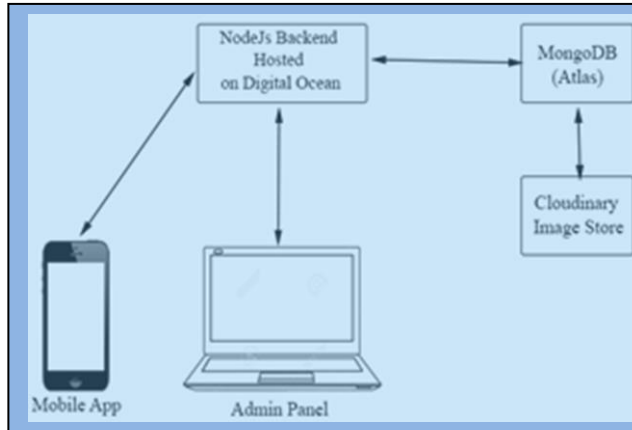 NodeJs Backend
Hosted
on Digital Ocean
MongoDB
(Atlas)
Cloudinary
Image Store
Mobile App
Admin Panel